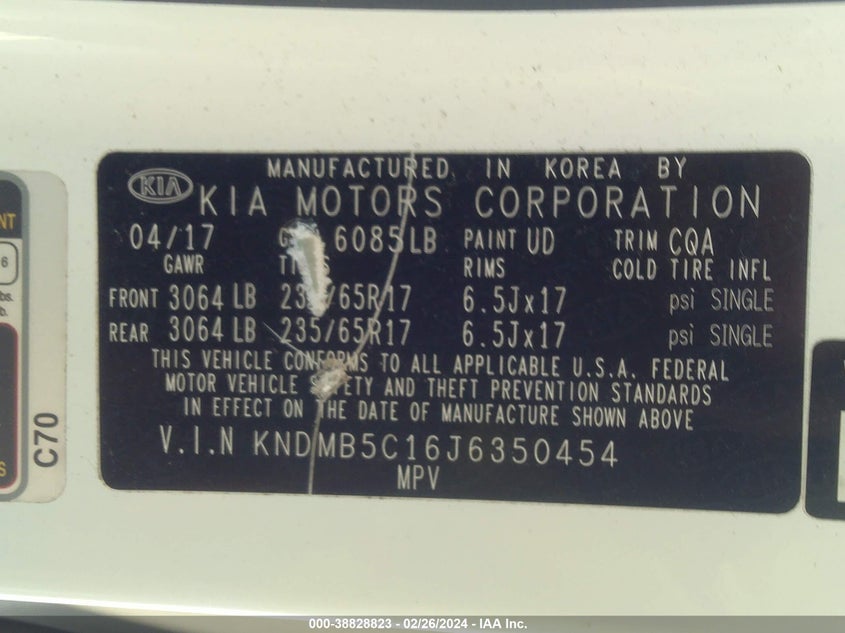 MANUFACTURED IN KOREA BY
KIA KIA MOTORS CORPORATION
04/17 6085LB PAINT UD TRIM CQA
GAWR RIMS COLD TIRE INFL
FRONT 3064 LB /65R17 6.5Jx17 psi SINGLE
REAR 3064 LB 235/65R17 6.5Jx17 psi SINGLE
THIS VEHICLE CONFORMS TO ALL APPLICABLE U.S.A. FEDERAL
MOTOR VEHICLE SAFETY AND THEFT PREVENTION STANDARDS
IN EFFECT ON THE DATE OF MANUFACTURE SHOWN ABOVE
V.I.N KNDMB5C16J6350454
MPV
C70
6
000-38828823 - 02/26/2024 - IAA Inc.